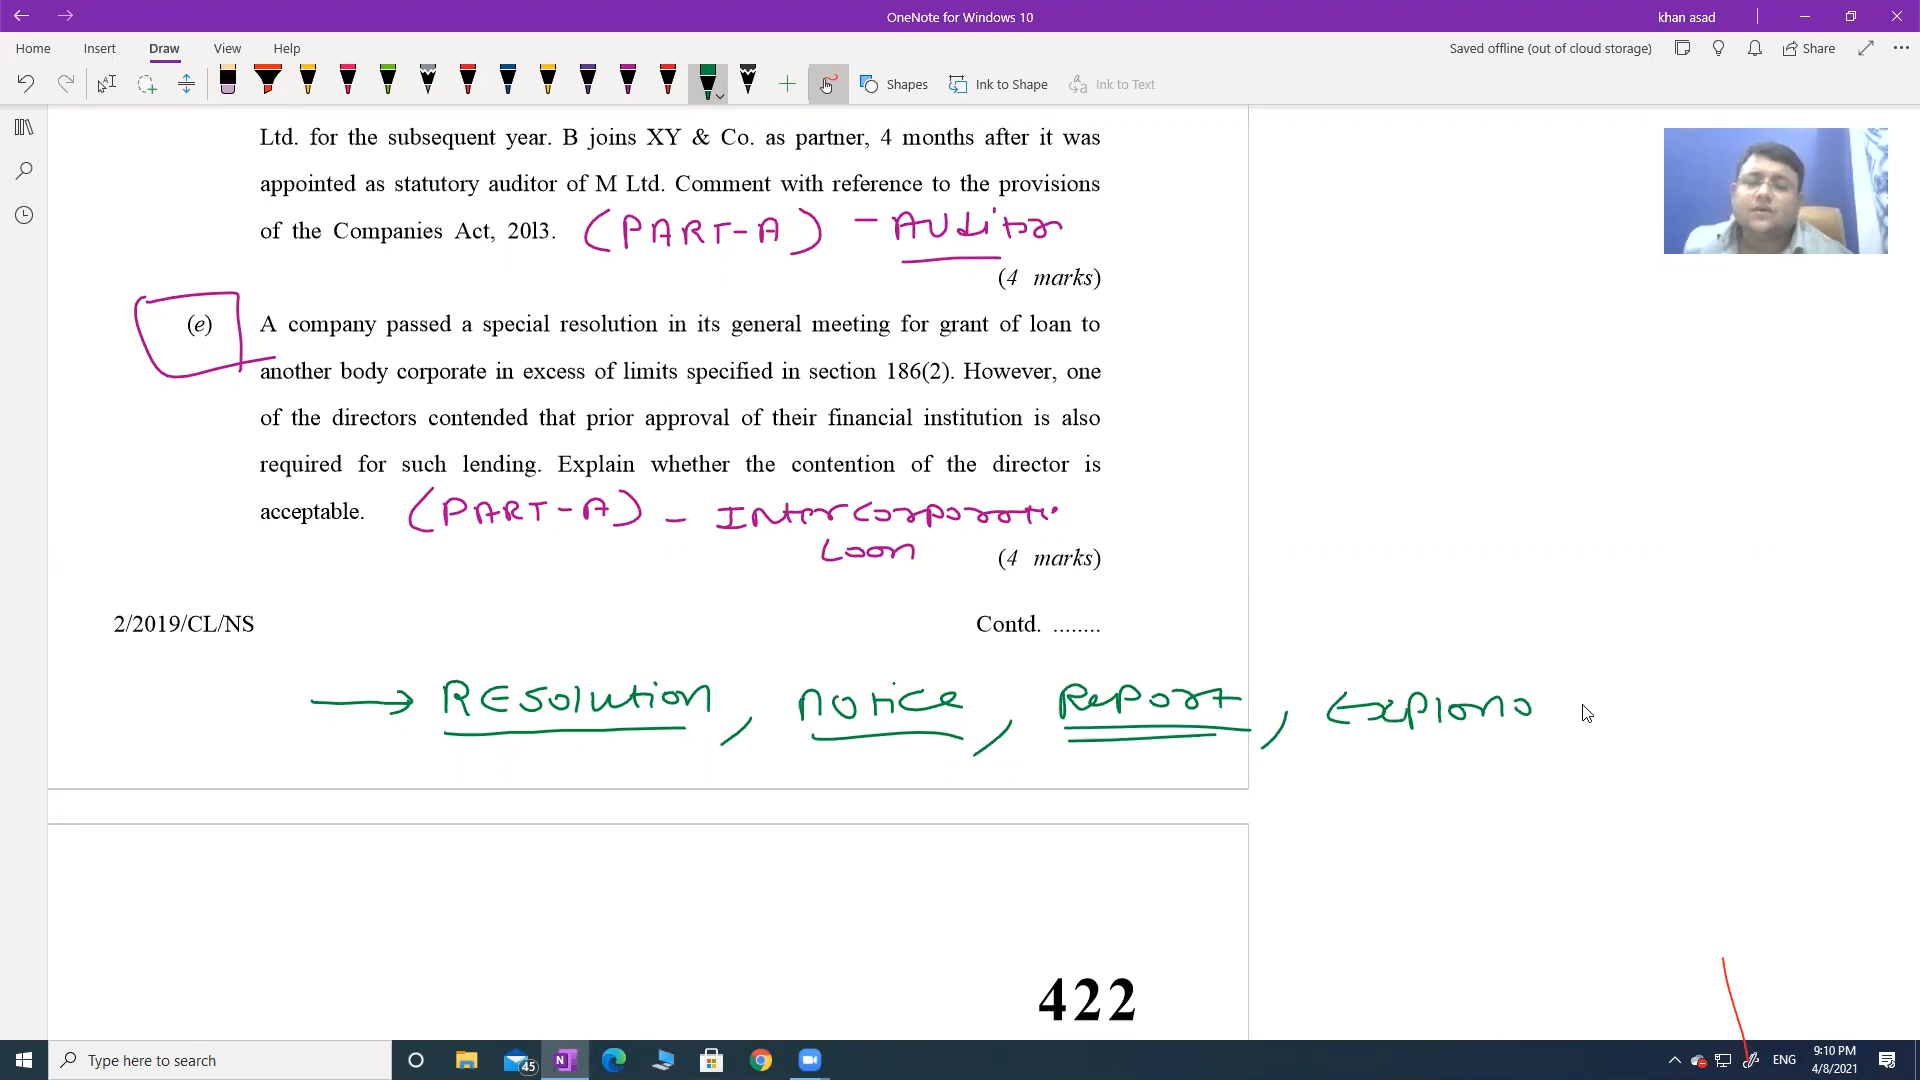 OneNote for Windows 10
khan asad
Home Insert Draw View Help
Saved offline (out of cloud storage) Share
Shapes Ink to Shape Ink to Text
Ltd. for the subsequent year. B joins XY & Co. as partner, 4 months after it was
appointed as statutory auditor of M Ltd. Comment with reference to the provisions
of the Companies Act, 20l3. (PART-A) - AUditor
(4 marks)
(e) A company passed a special resolution in its general meeting for grant of loan to
another body corporate in excess of limits specified in section 186(2). However, one
of the directors contended that prior approval of their financial institution is also
required for such lending. Explain whether the contention of the director is
acceptable. (PART-A) - INter Corporate
Loan
(4 marks)
2/2019/CL/NS Contd. ........
→ RESolution, notice, Report, Explana
422
Type here to search
45
ENG
9:10 PM
4/8/2021